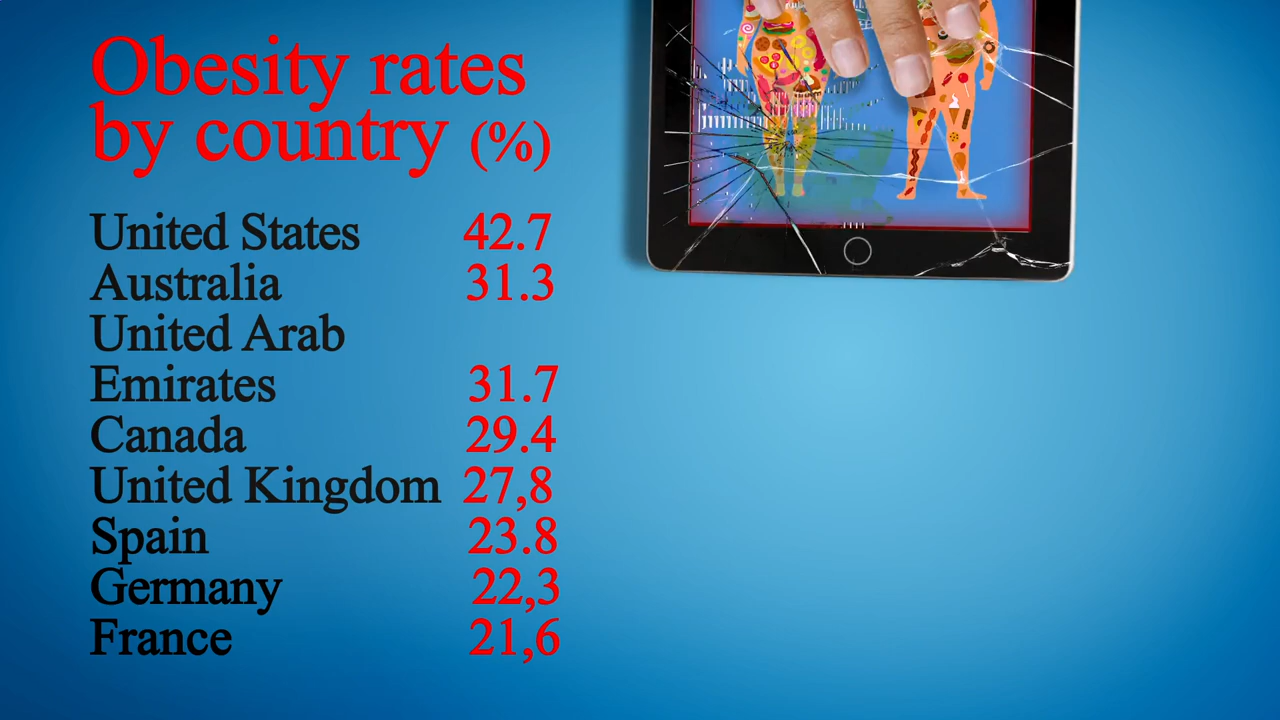 Obesity rates
by country (%)
United States 42.7
Australia 31.3
United Arab
Emirates 31.7
Canada 29.4
United Kingdom 27,8
Spain 23.8
Germany 22,3
France 21,6